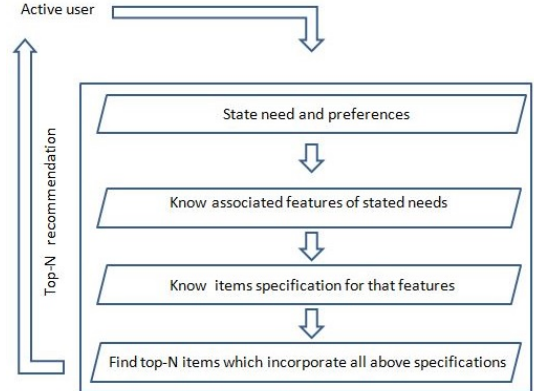 Active user
State need and preferences
Know associated features of stated needs
Know items specification for that features
Find top-N items which incorporate all above specifications
Top-N recommendation